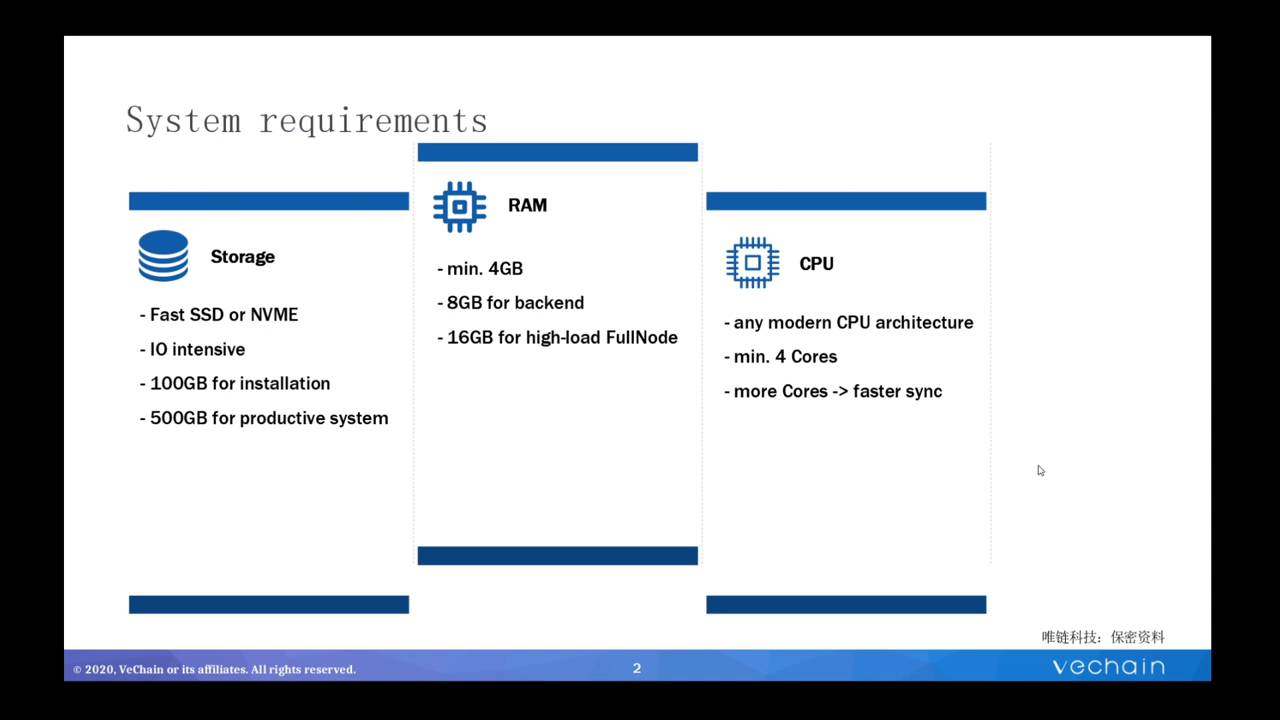 System requirements
Storage
- Fast SSD or NVME
- IO intensive
- 100GB for installation
- 500GB for productive system
RAM
- min. 4GB
- 8GB for backend
- 16GB for high-load FullNode
CPU
- any modern CPU architecture
- min. 4 Cores
- more Cores -> faster sync
唯链科技：保密资料
© 2020, VeChain or its affiliates. All rights reserved.
2
vechain